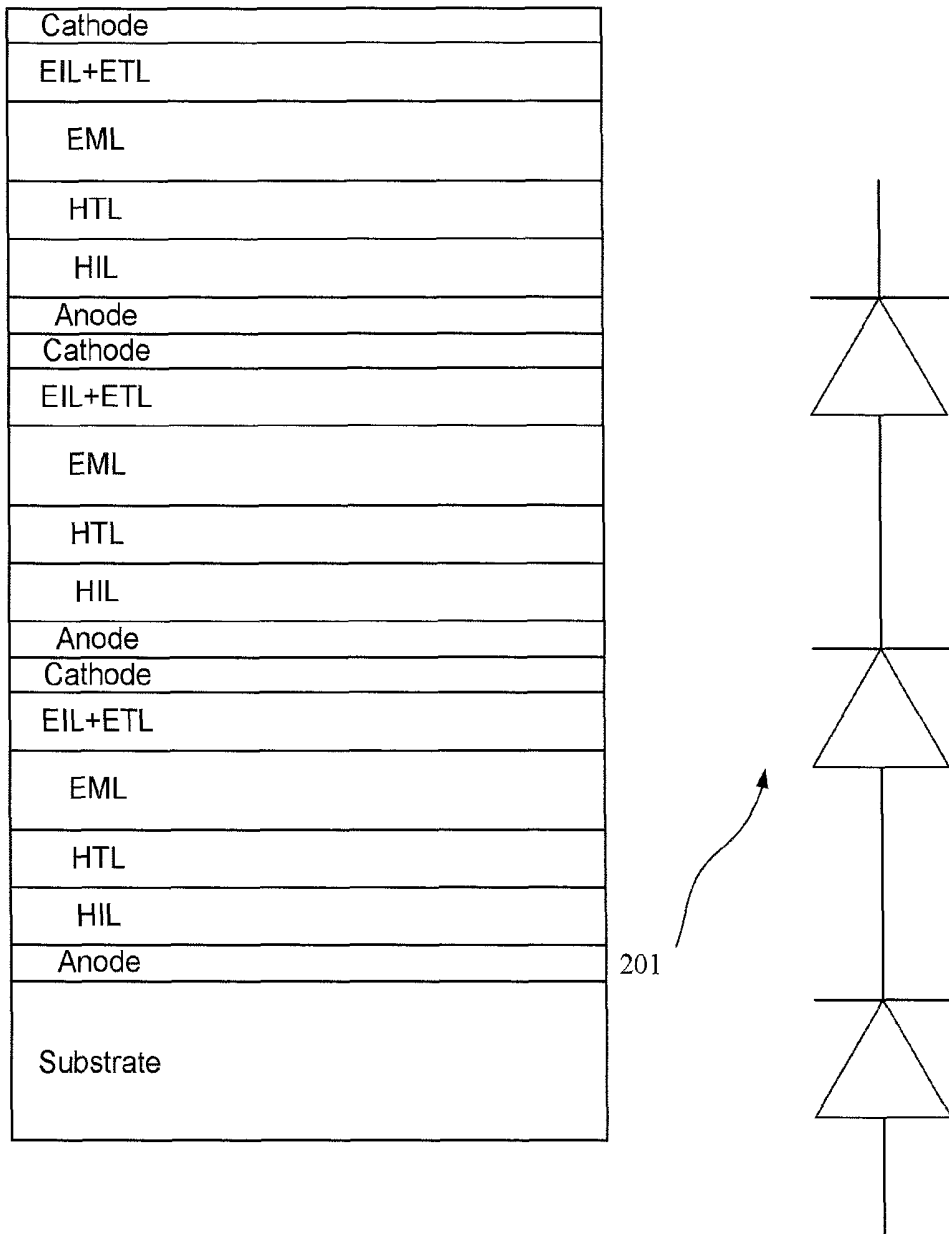 Cathode
EIL+ETL
EML
HTL
HIL
Anode
Cathode
EIL+ETL
EML
HTL
HIL
Anode
Cathode
EIL+ETL
EML
HTL
HIL
Anode
201
Substrate